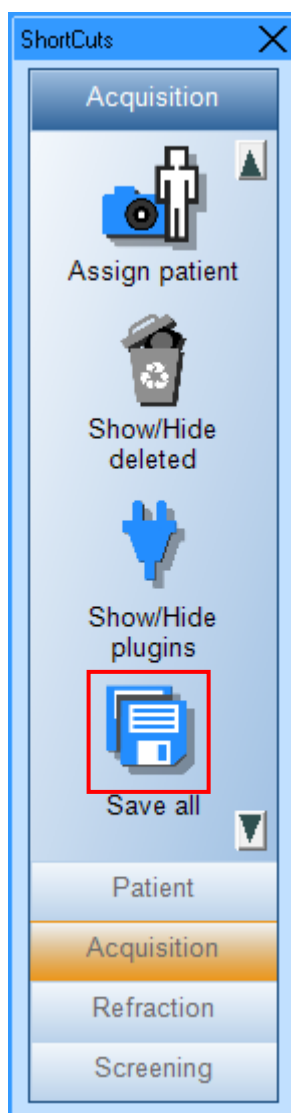 ShortCuts
Acquisition
Assign patient
Show/Hide
deleted
Show/Hide
plugins
Save all
Patient
Acquisition
Refraction
Screening